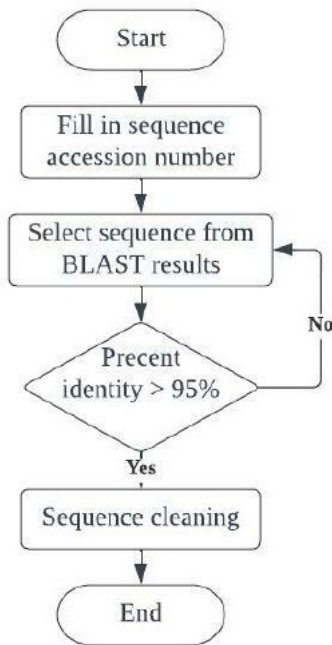 Start
Fill in sequence
accession number
Select sequence from
BLAST results
No
Precent
identity > 95%
Yes
Sequence cleaning
End